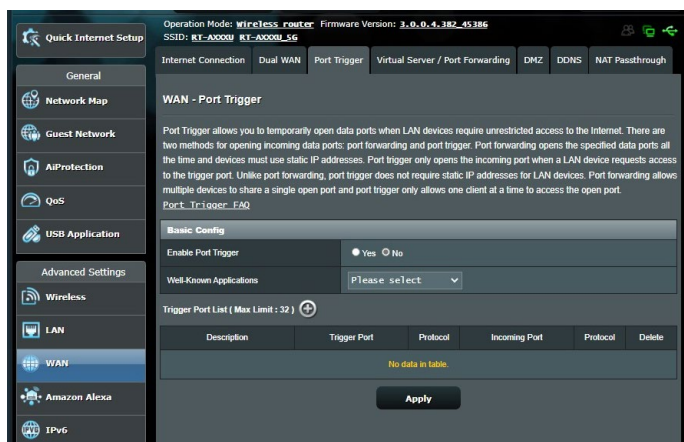 Quick Internet Setup
General
Network Map
Guest Network
AiProtection
QoS
USB Application
Advanced Settings
Wireless
LAN
WAN
Amazon Alexa
IPv6
Operation Mode: Wireless router Firmware Version: 3.0.0.4.382_45386
SSID: RT-AXXXU RT-AXXXU_5G
Internet Connection
Dual WAN
Port Trigger
Virtual Server / Port Forwarding
DMZ
DDNS
NAT Passthrough
WAN - Port Trigger
Port Trigger allows you to temporarily open data ports when LAN devices require unrestricted access to the Internet. There are
two methods for opening incoming data ports: port forwarding and port trigger. Port forwarding opens the specified data ports all
the time and devices must use static IP addresses. Port trigger only opens the incoming port when a LAN device requests access
to the trigger port. Unlike port forwarding, port trigger does not require static IP addresses for LAN devices. Port forwarding allows
multiple devices to share a single open port and port trigger only allows one client at a time to access the open port.
Port Trigger FAQ
Basic Config
Enable Port Trigger Yes No
Well-Known Applications Please select
Trigger Port List ( Max Limit : 32 )
Description Trigger Port Protocol Incoming Port Protocol Delete
No data in table.
Apply